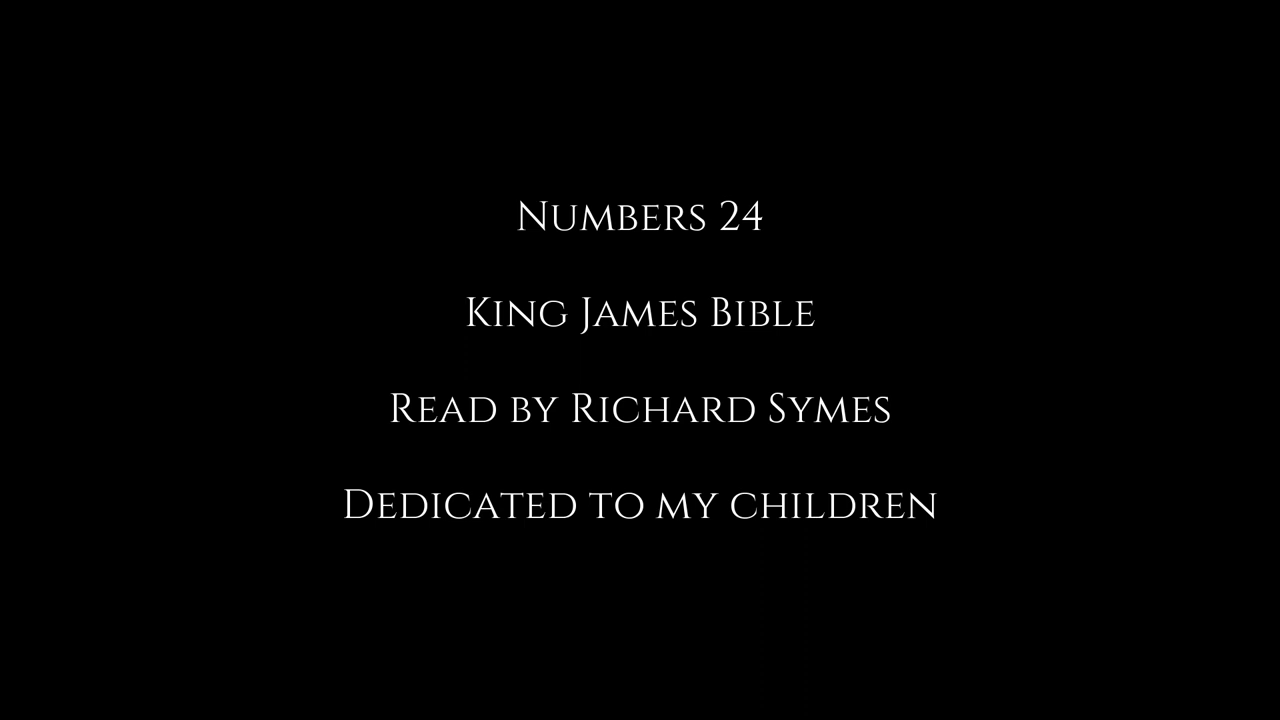 Numbers 24
King James Bible
Read by Richard Symes
Dedicated to my children